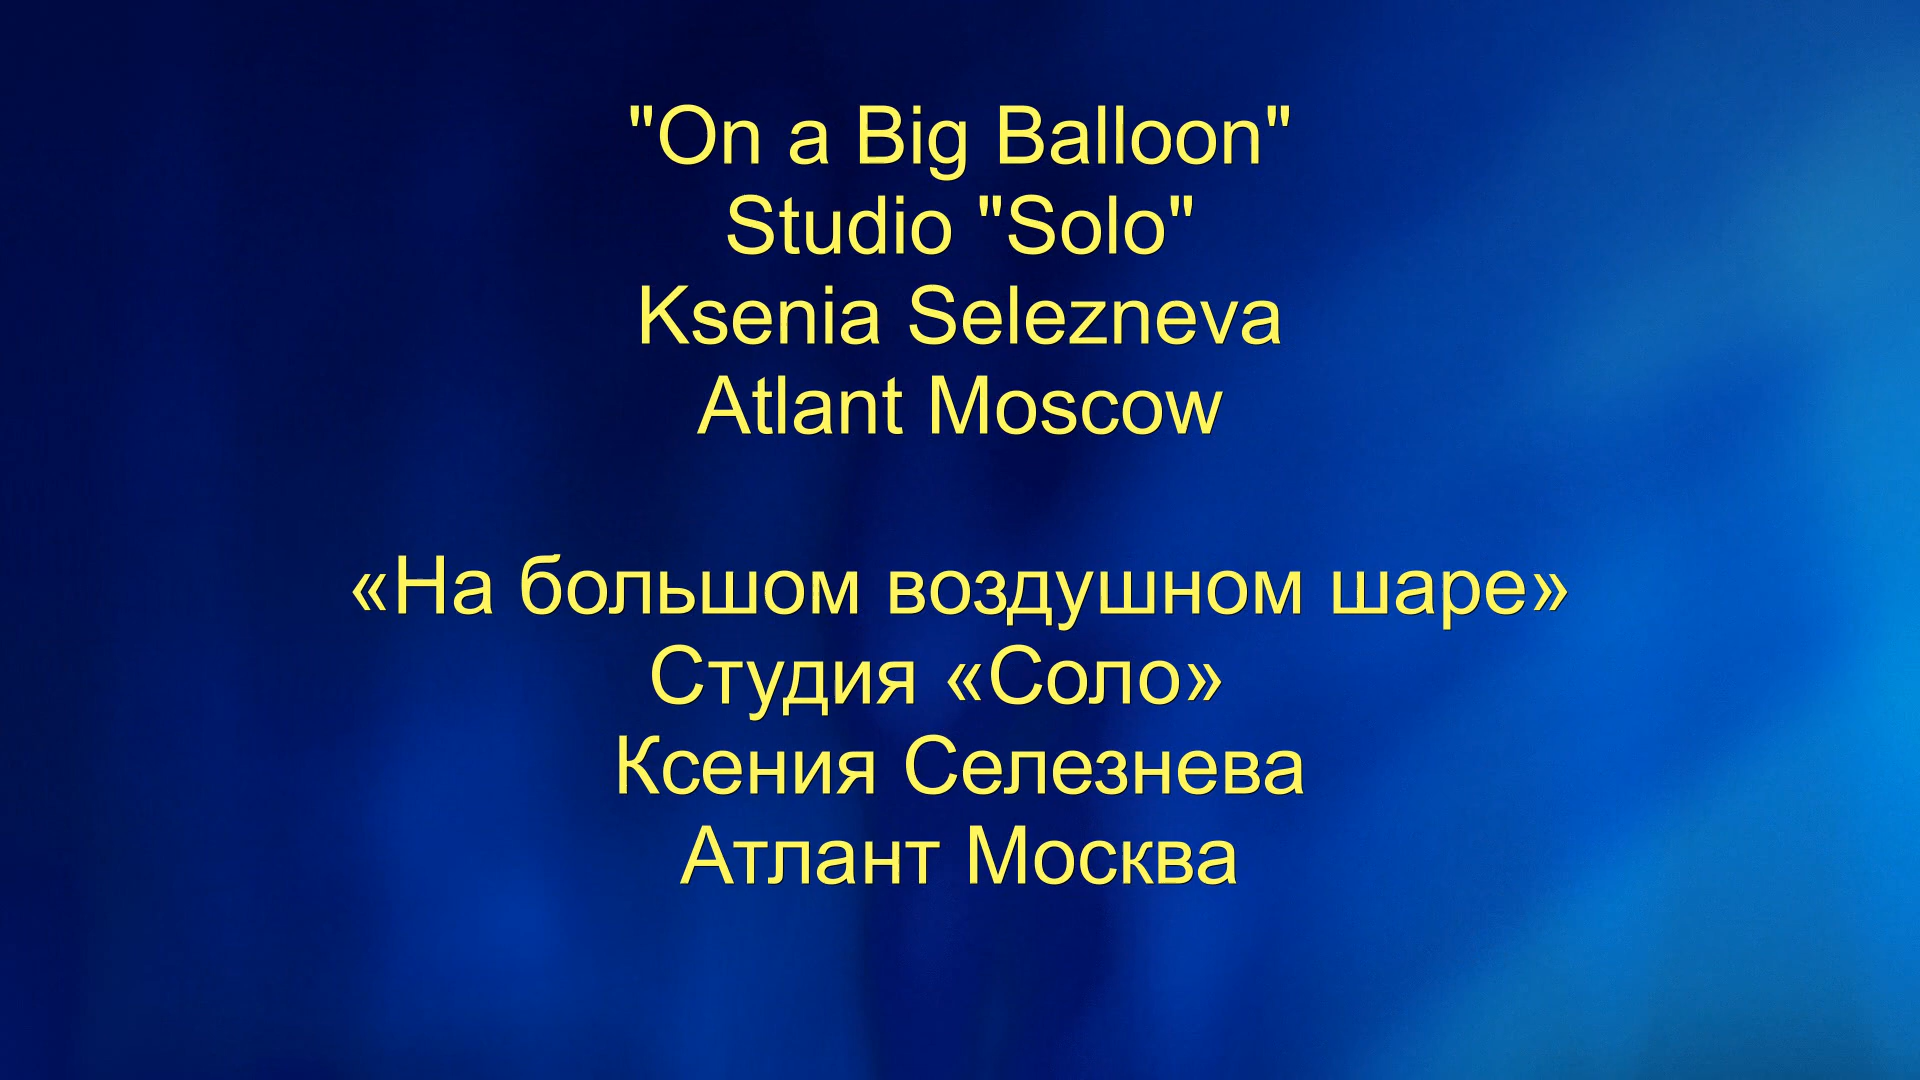 "On a Big Balloon"
Studio "Solo"
Ksenia Selezneva
Atlant Moscow
«На большом воздушном шаре»
Студия «Соло»
Ксения Селезнева
Атлант Москва